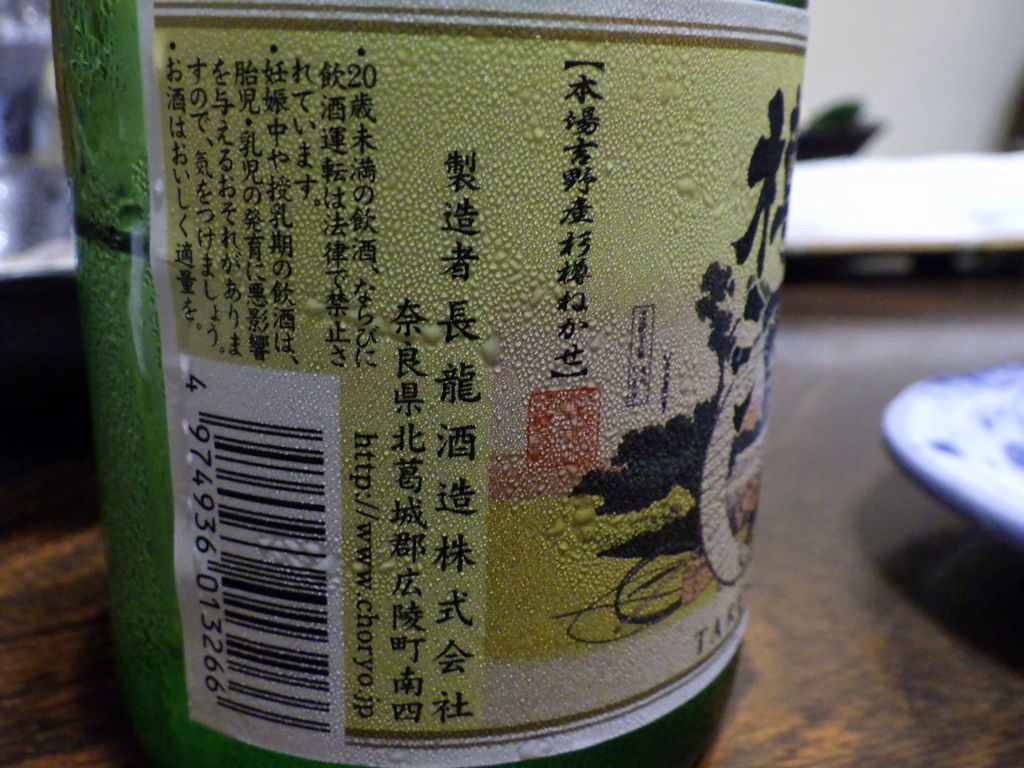 【本場吉野産杉樽ねかせ】
製造者 長龍酒造株式会社
奈良県北葛城郡広陵町南四
http://www.choryo.jp
・20歳未満の飲酒、ならびに
飲酒運転は法律で禁止さ
れています。
・妊娠中や授乳期の飲酒は、
胎児・乳児の発育に悪影響
を与えるおそれがありま
すので、気をつけましょう。
・お酒はおいしく適量を。
4 974936 013266
TAR